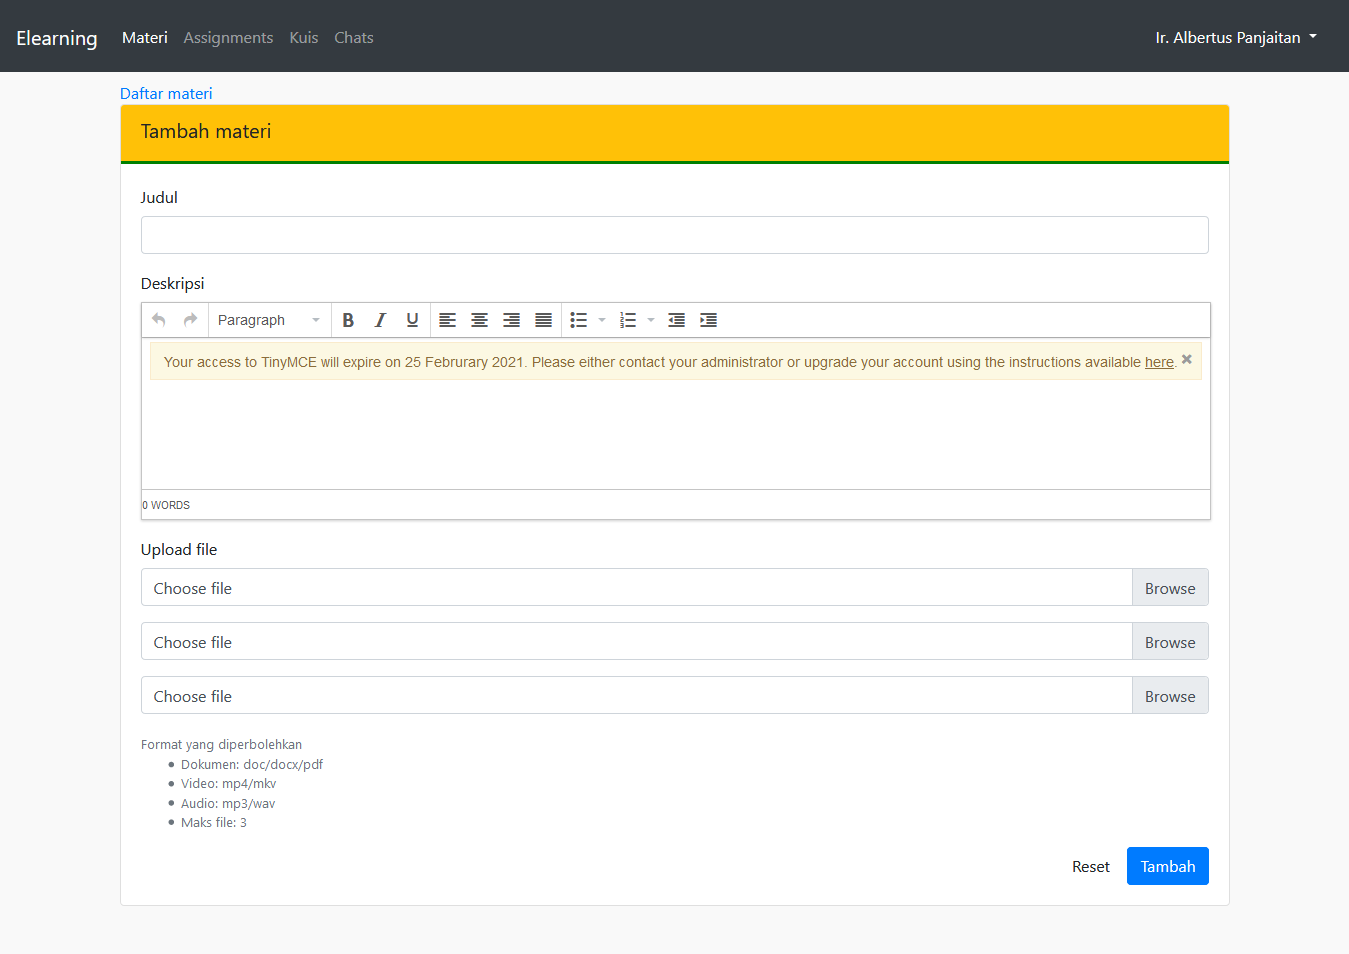 Elearning Materi Assignments Kuis Chats Ir. Albertus Panjaitan
Daftar materi
Tambah materi
Judul
Deskripsi
Paragraph B I U
Your access to TinyMCE will expire on 25 Februrary 2021. Please either contact your administrator or upgrade your account using the instructions available here.
0 WORDS
Upload file
Choose file Browse
Choose file Browse
Choose file Browse
Format yang diperbolehkan
Dokumen: doc/docx/pdf
Video: mp4/mkv
Audio: mp3/wav
Maks file: 3
Reset Tambah